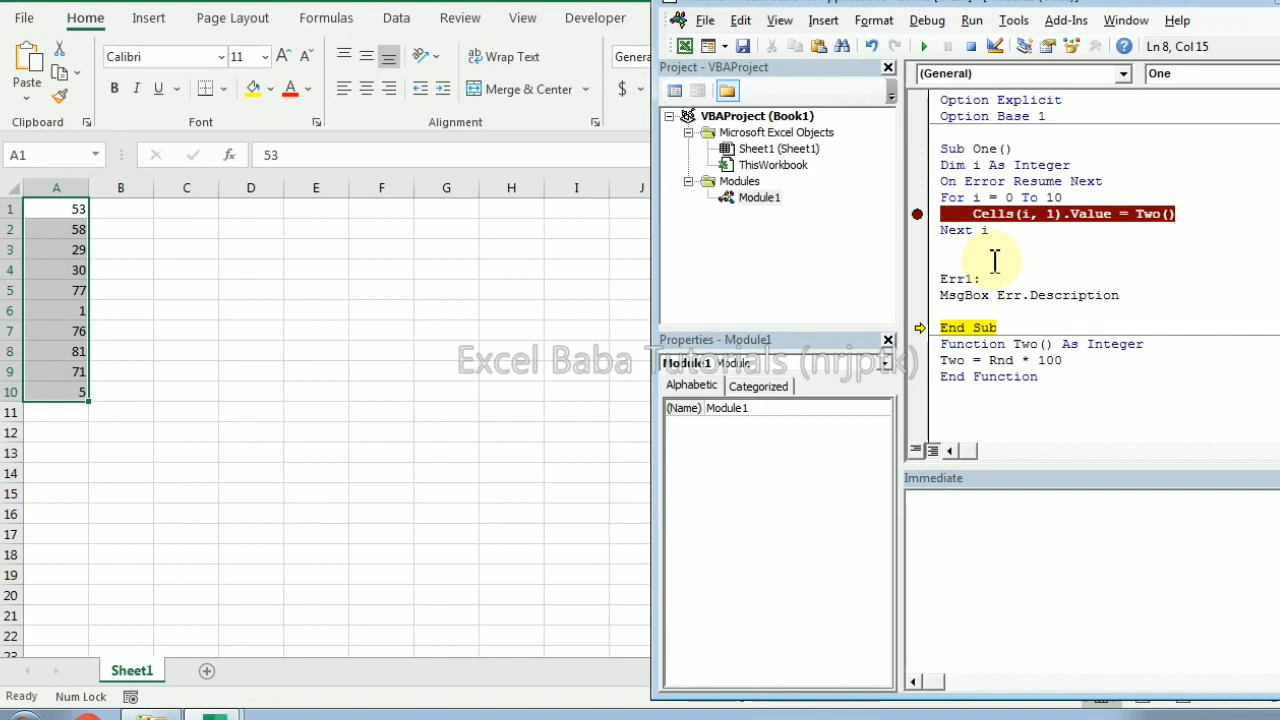 File Home Insert Page Layout Formulas Data Review View Developer
Calibri 11 Wrap Text Genera
Paste B I U A Merge & Center $
Clipboard Font Alignment
A1 fx 53
A B C D E F G H I J
1 53
2 58
3 29
4 30
5 77
6 1
7 76
8 81
9 71
10 5
11
12
13
14
15
16
17
18
19
20
21
22
23
Sheet1
Ready Num Lock
File Edit View Insert Format Debug Run Tools Add-Ins Window Help
Ln 8, Col 15
Project - VBAProject
VBAProject (Book1)
Microsoft Excel Objects
Sheet1 (Sheet1)
ThisWorkbook
Modules
Module1
Properties - Module1
Module1 Module
Alphabetic Categorized
(Name) Module1
(General) One
Option Explicit
Option Base 1
Sub One()
Dim i As Integer
On Error Resume Next
For i = 0 To 10
Cells(i, 1).Value = Two()
Next i
Err1:
MsgBox Err.Description
End Sub
Function Two() As Integer
Two = Rnd * 100
End Function
Immediate
Excel Baba Tutorials (nrjptk)